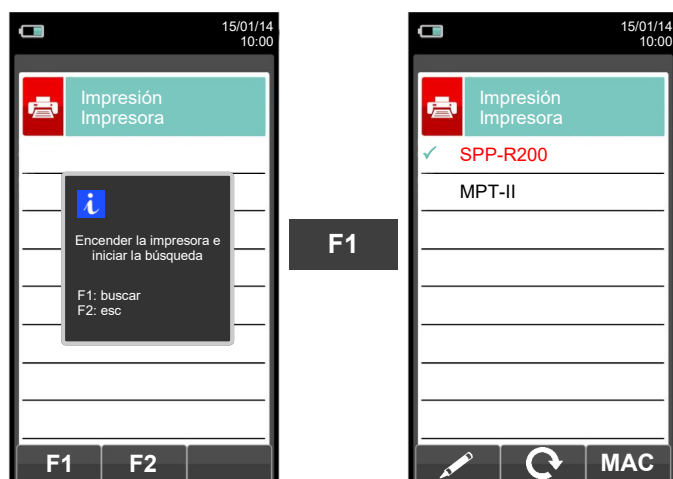 15/01/14
10:00
Impresión
Impresora
i
Encender la impresora e
iniciar la búsqueda
F1: buscar
F2: esc
F1
F2
F1
15/01/14
10:00
Impresión
Impresora
✓ SPP-R200
MPT-II
MAC